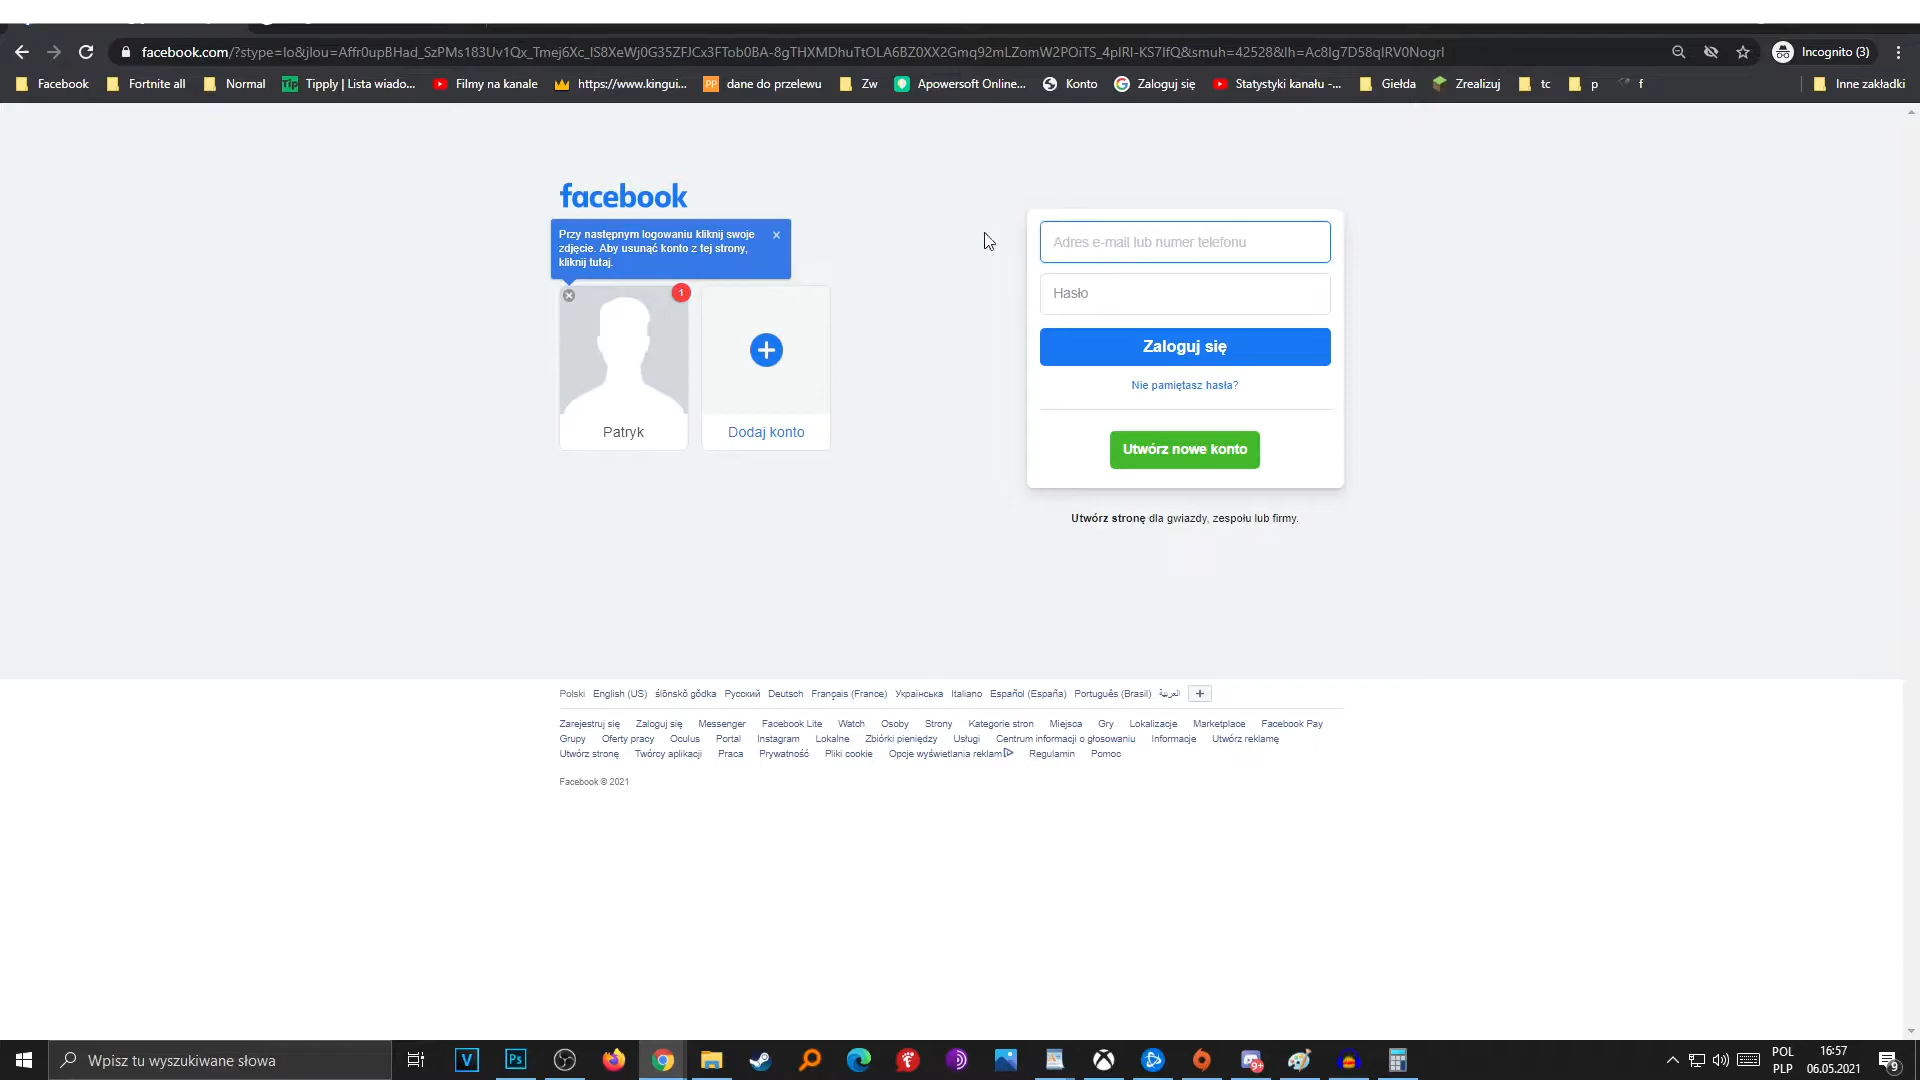 facebook.com/?stype=lo&jlou=Affr0upBHad_SzPMs183Uv1Qx_Tmej6Xc_IS8XeWj0G35ZFJCx3FTob0BA-8gTHXMDhuTtOLA6BZ0XX2Gmq92mLZomW2POiTS_4pIRI-KS7IfQ&smuh=42528&lh=Ac8Ig7D58qIRV0NogrI
Incognito (3)
Facebook
Fortnite all
Normal
Tipply | Lista wiado...
Filmy na kanale
https://www.kingui...
dane do przelewu
Zw
Apowersoft Online...
Konto
Zaloguj się
Statystyki kanału -...
Giełda
Zrealizuj
tc
p
f
Inne zakładki
facebook
Przy następnym logowaniu kliknij swoje
zdjęcie. Aby usunąć konto z tej strony,
kliknij tutaj.
1
Patryk
Dodaj konto
Adres e-mail lub numer telefonu
Hasło
Zaloguj się
Nie pamiętasz hasła?
Utwórz nowe konto
Utwórz stronę dla gwiazdy, zespołu lub firmy.
Polski English (US) ślōnskŏ gŏdka Русский Deutsch Français (France) Українська Italiano Español (España) Português (Brasil) العربية
Zarejestruj się Zaloguj się Messenger Facebook Lite Watch Osoby Strony Kategorie stron Miejsca Gry Lokalizacje Marketplace Facebook Pay
Grupy Oferty pracy Oculus Portal Instagram Lokalne Zbiórki pieniędzy Usługi Centrum informacji o głosowaniu Informacje Utwórz reklamę
Utwórz stronę Twórcy aplikacji Praca Prywatność Pliki cookie Opcje wyświetlania reklam Regulamin Pomoc
Facebook © 2021
Wpisz tu wyszukiwane słowa
V
Ps
9+
POL
PLP
16:57
06.05.2021
9